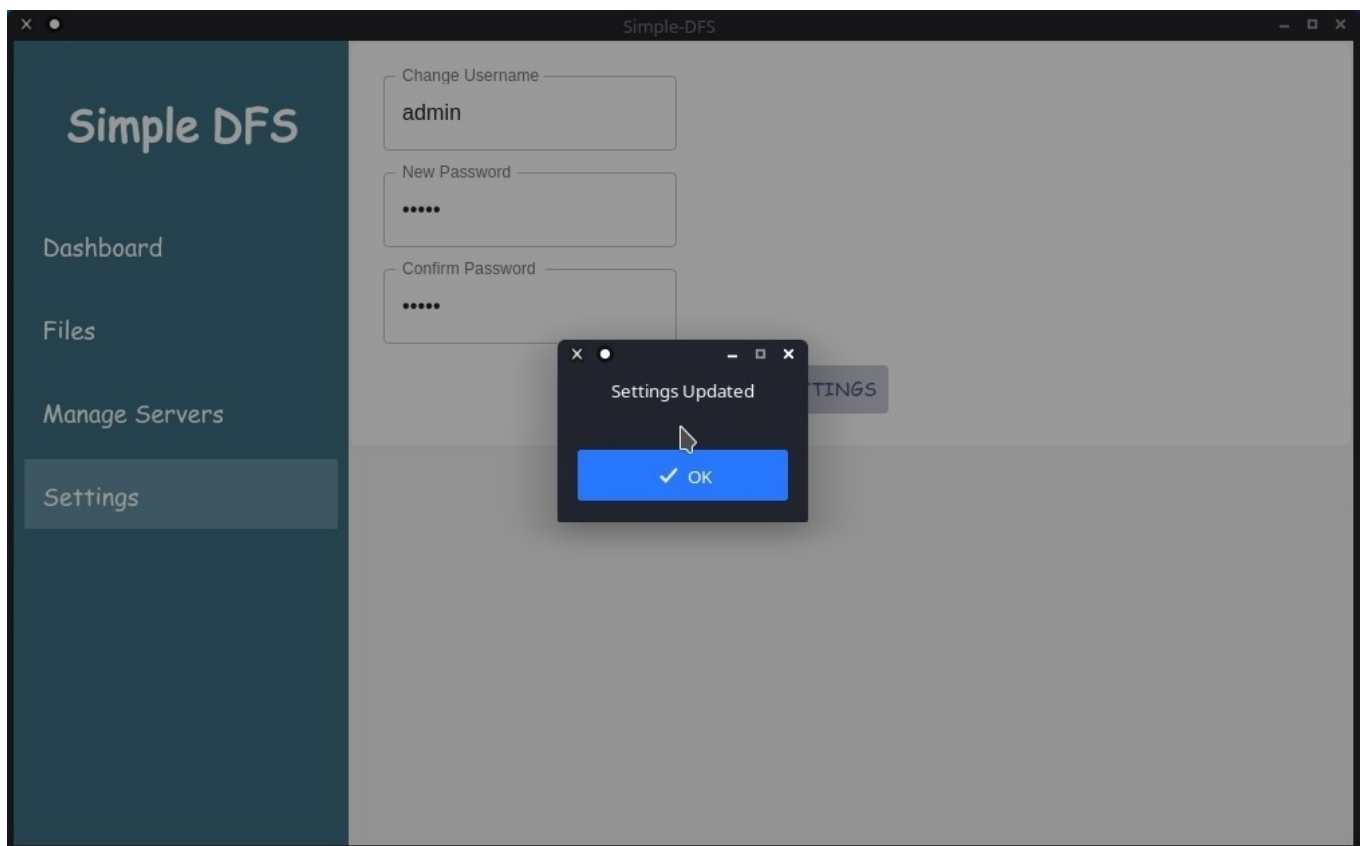 Simple-DFS
Simple DFS
Dashboard
Files
Manage Servers
Settings
Change Username
admin
New Password
•••••
Confirm Password
•••••
TTINGS
Settings Updated
OK